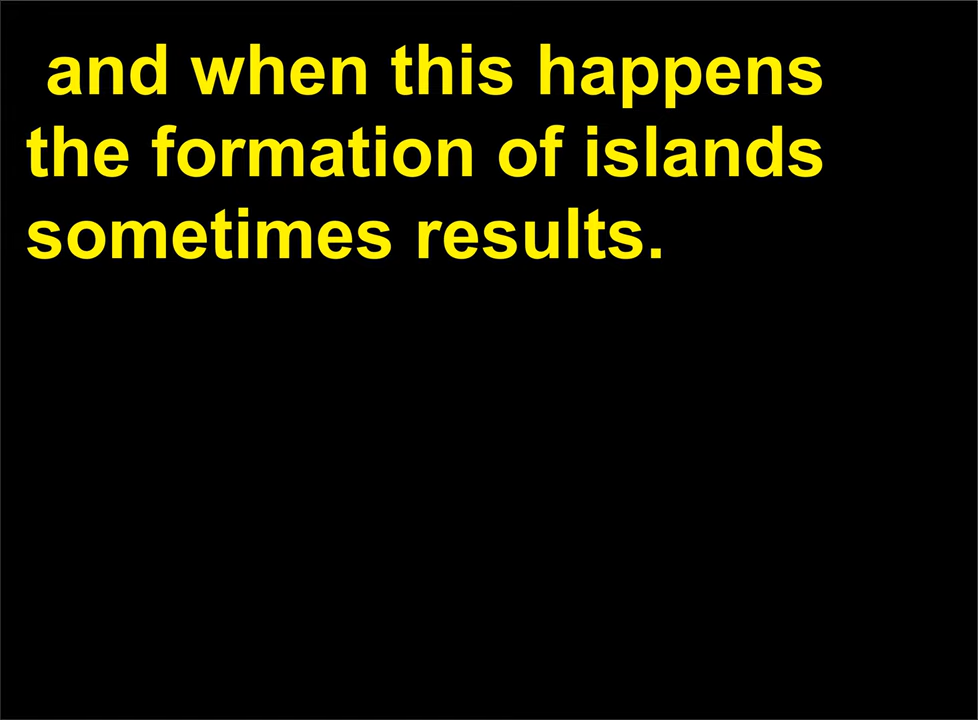 and when this happens
the formation of islands
sometimes results.